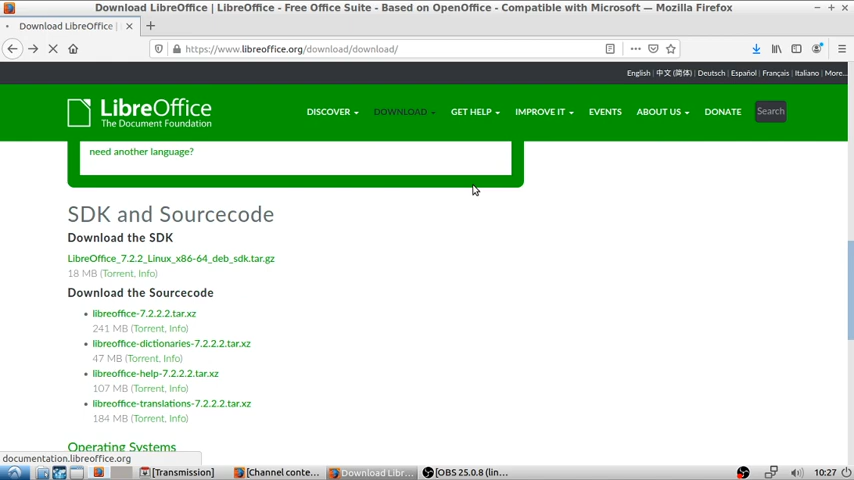 Download LibreOffice | LibreOffice - Free Office Suite - Based on OpenOffice - Compatible with Microsoft — Mozilla Firefox
Download LibreOffice |
https://www.libreoffice.org/download/download/
English | 中文 (简体) | Deutsch | Español | Français | Italiano | More...
LibreOffice
The Document Foundation
DISCOVER DOWNLOAD GET HELP IMPROVE IT EVENTS ABOUT US DONATE Search
need another language?
SDK and Sourcecode
Download the SDK
LibreOffice_7.2.2_Linux_x86-64_deb_sdk.tar.gz
18 MB (Torrent, Info)
Download the Sourcecode
libreoffice-7.2.2.2.tar.xz
241 MB (Torrent, Info)
libreoffice-dictionaries-7.2.2.2.tar.xz
47 MB (Torrent, Info)
libreoffice-help-7.2.2.2.tar.xz
107 MB (Torrent, Info)
libreoffice-translations-7.2.2.2.tar.xz
184 MB (Torrent, Info)
Operating Systems
documentation.libreoffice.org
[Transmission] [Channel conte... Download Libr... [OBS 25.0.8 (lin... 10:27